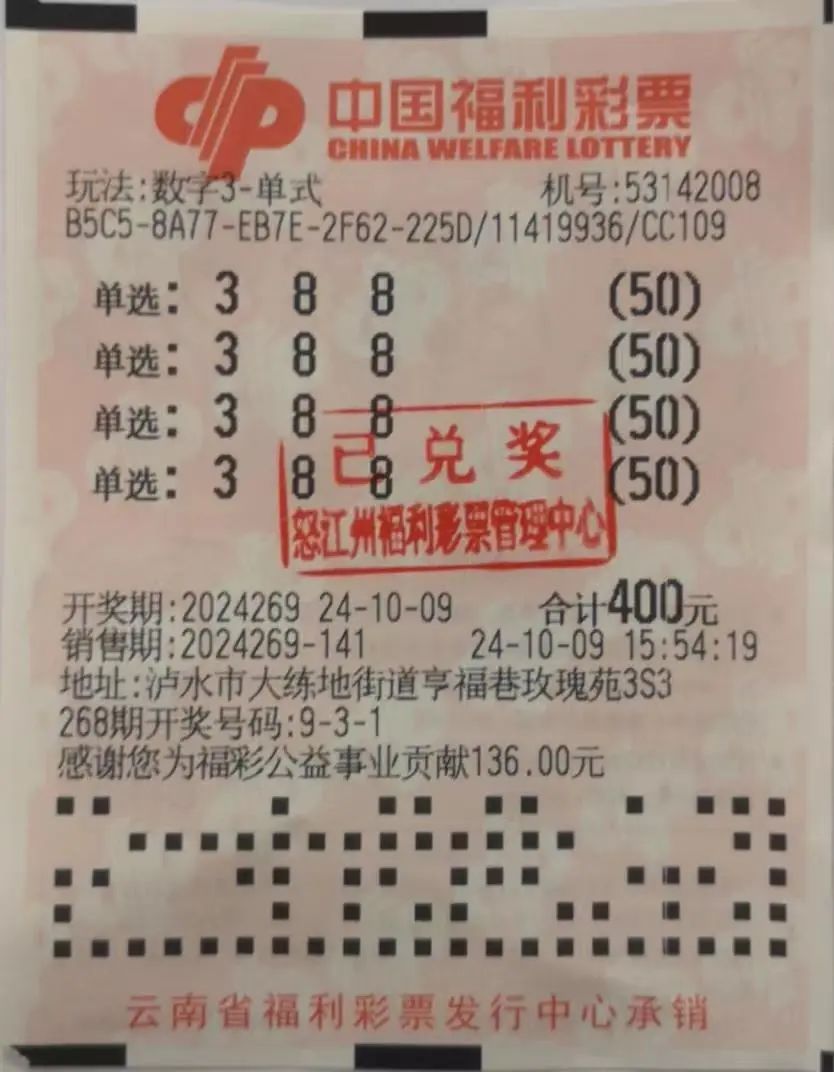 中国福利彩票
CHINA WELFARE LOTTERY
玩法:数字3-单式 机号:53142008
B5C5-8A77-EB7E-2F62-225D/11419936/CC109
单选: 3 8 8 (50)
单选: 3 8 8 (50)
单选: 3 8 8 (50)
单选: 3 8 8 (50)
已兑奖
怒江州福利彩票管理中心
开奖期:2024269 24-10-09 合计400元
销售期:2024269-141 24-10-09 15:54:19
地址:泸水市大练地街道亨福巷玫瑰苑3S3
268期开奖号码:9-3-1
感谢您为福彩公益事业贡献136.00元
云南省福利彩票发行中心承销